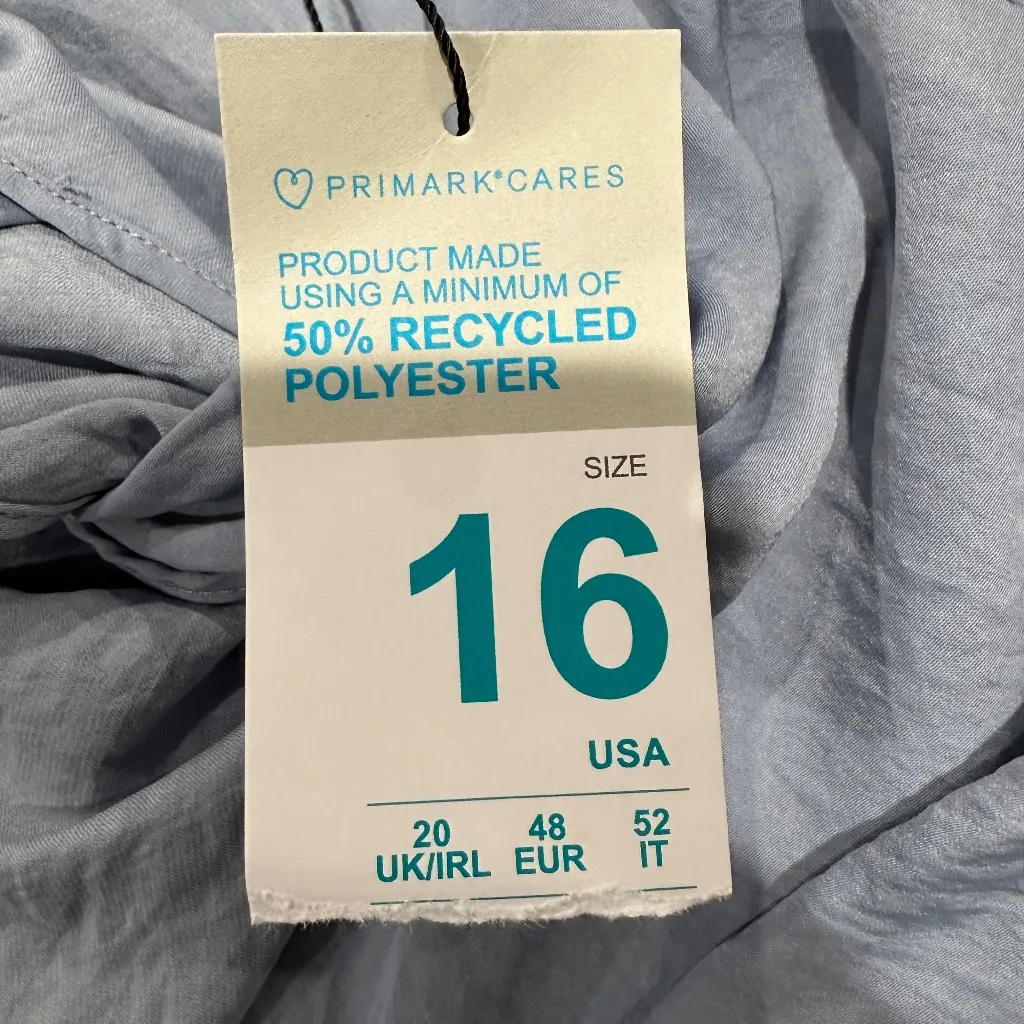 PRIMARK®CARES
PRODUCT MADE
USING A MINIMUM OF
50% RECYCLED
POLYESTER
SIZE
16
USA
20 48 52
UK/IRL EUR IT